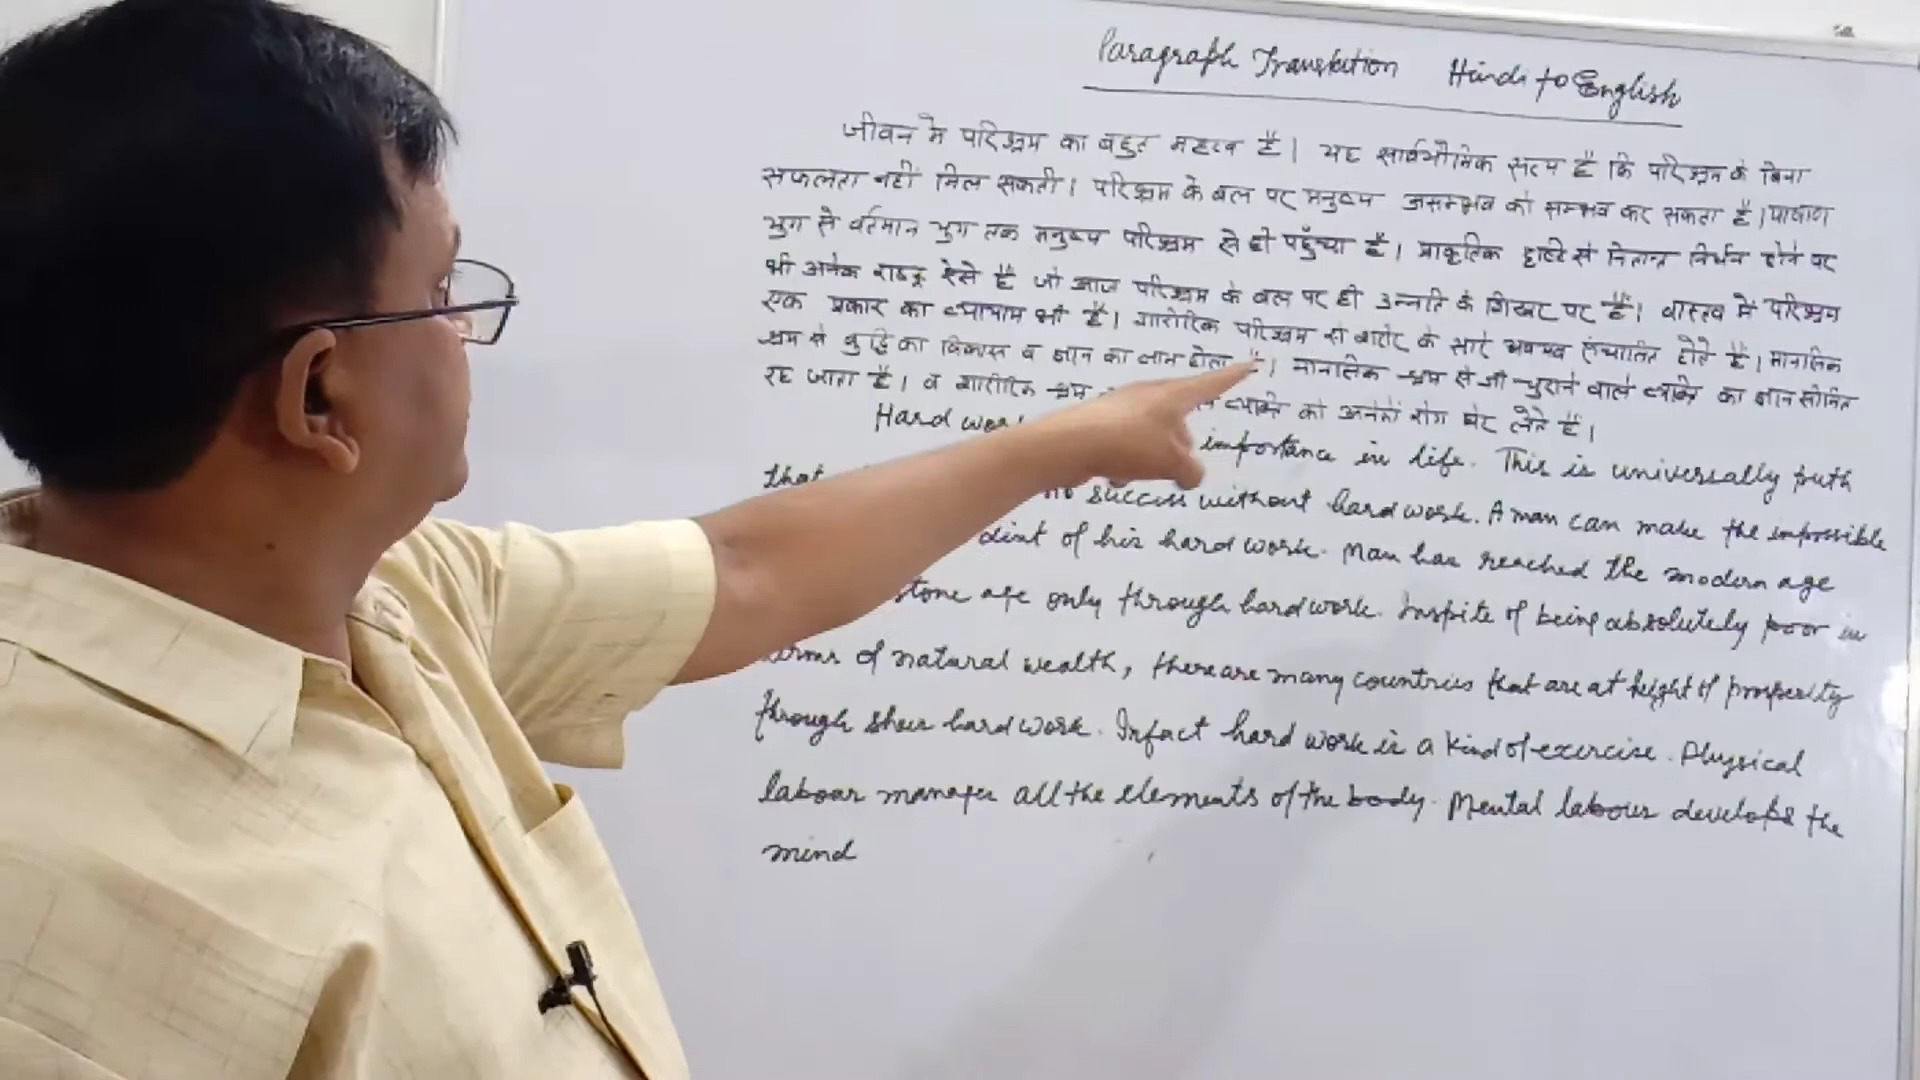 Paragraph Translation Hindi to English
जीवन मे परिश्रम का बहुत महत्व है। यह सार्वभौमिक सत्य है कि परिश्रम के बिना
सफलता नहीं मिल सकती। परिश्रम के बल पर मनुष्य असम्भव को सम्भव कर सकता है। पाषाण
युग से वर्तमान युग तक मनुष्य परिश्रम से ही पहुँचा है। प्राकृतिक दृष्टि से नितान्त निर्धन होने पर
भी अनेक राष्ट्र ऐसे हैं जो आज परिश्रम के बल पर ही उन्नति के शिखर पर हैं। वास्तव में परिश्रम
एक प्रकार का व्यायाम भी है। शारीरिक परिश्रम से शरीर के सारे अवयव संचालित होते हैं। मानसिक
श्रम से बुद्धि का विकास व ज्ञान का लाभ होता है। मानसिक श्रम से जी चुराने वाले व्यक्ति का ज्ञान सीमित
रह जाता है। व शारीरिक श्रम व्यक्ति को अनेकों रोग घेर लेते हैं।
Hard importance in life. This is universally truth
that success without hard work. A man can make the impossible
dint of his hard work. Man has reached the modern age
stone age only through hard work. Inspite of being absolutely poor in
terms of natural wealth, there are many countries that are at height of prosperity
through sheer hard work. Infact hard work is a kind of exercise. Physical
labour manages all the elements of the body. Mental labour develops the
mind